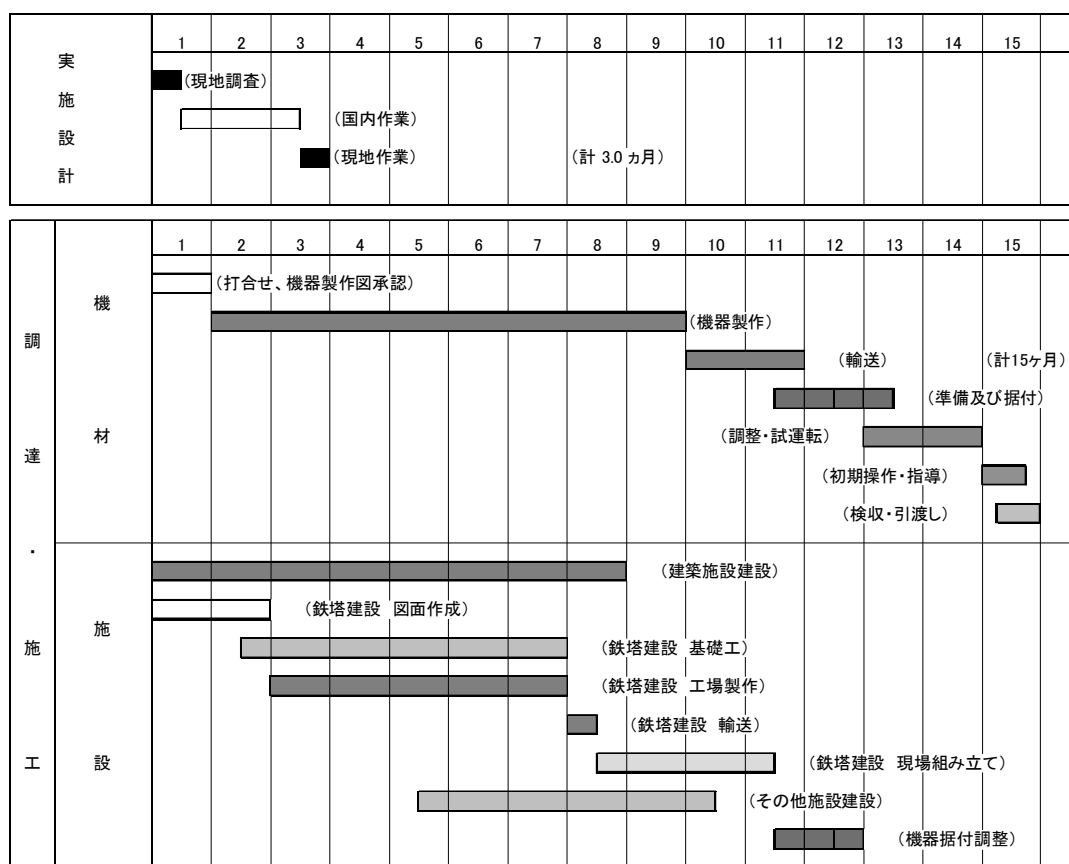 実施設計
1 2 3 4 5 6 7 8 9 10 11 12 13 14 15
(現地調査)
(国内作業)
(現地作業) (計 3.0 ヵ月)
調達・施工
機材
1 2 3 4 5 6 7 8 9 10 11 12 13 14 15
(打合せ、機器製作図承認)
(機器製作)
(輸送) (計15ヶ月)
(準備及び据付)
(調整・試運転)
(初期操作・指導)
(検収・引渡し)
施設
(建築施設建設)
(鉄塔建設 図面作成)
(鉄塔建設 基礎工)
(鉄塔建設 工場製作)
(鉄塔建設 輸送)
(鉄塔建設 現場組み立て)
(その他施設建設)
(機器据付調整)